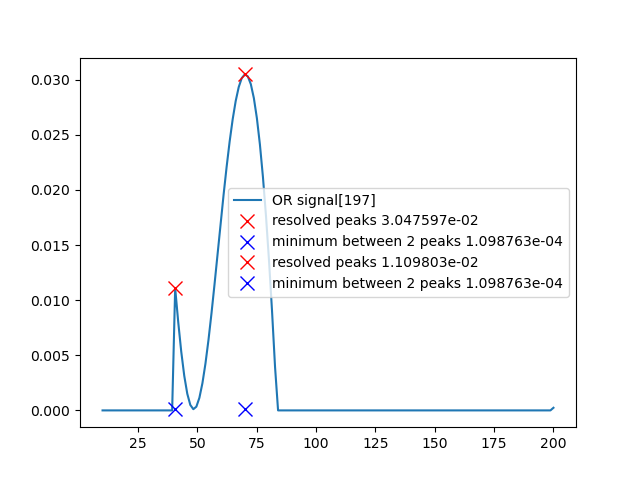 0.030
0.025
0.020
0.015
0.010
0.005
0.000
OR signal[197]
resolved peaks 3.047597e-02
minimum between 2 peaks 1.098763e-04
resolved peaks 1.109803e-02
minimum between 2 peaks 1.098763e-04
25 50 75 100 125 150 175 200